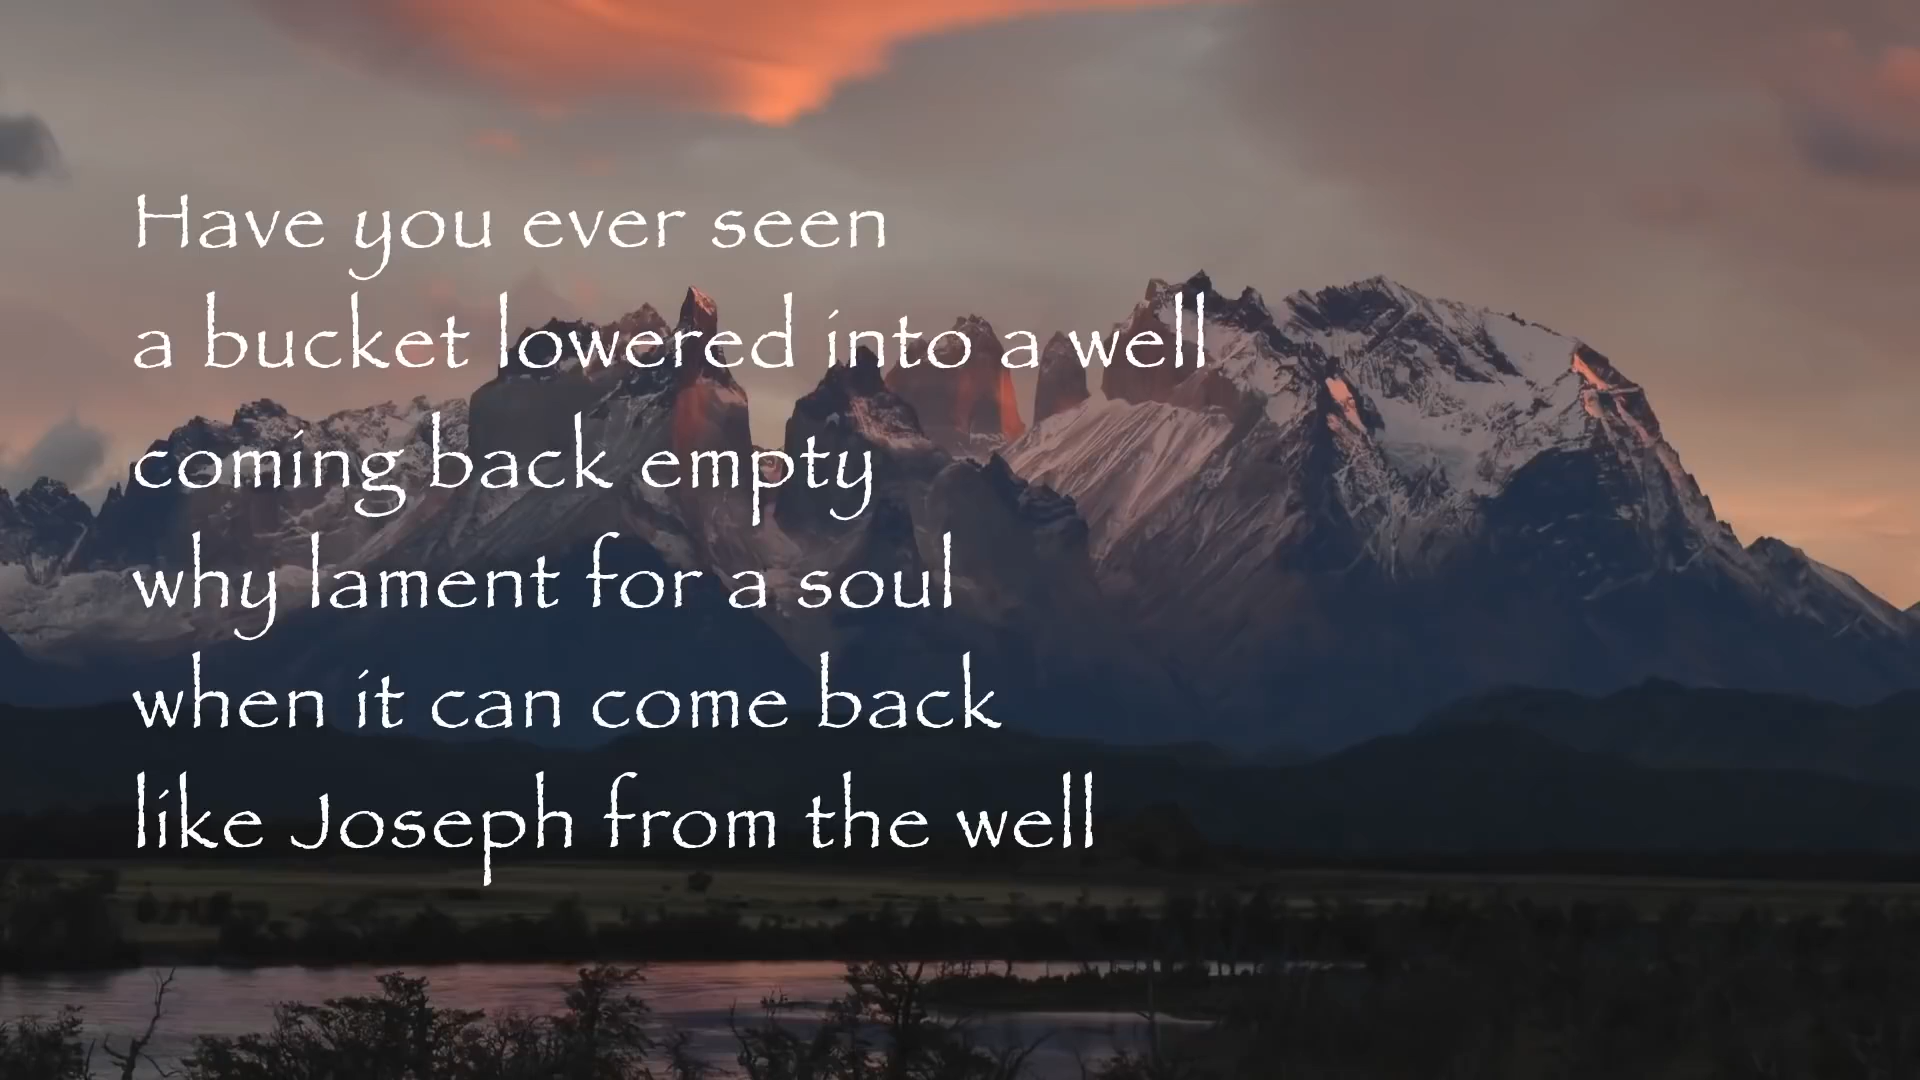 Have you ever seen
a bucket lowered into a well
coming back empty
why lament for a soul
when it can come back
like Joseph from the well